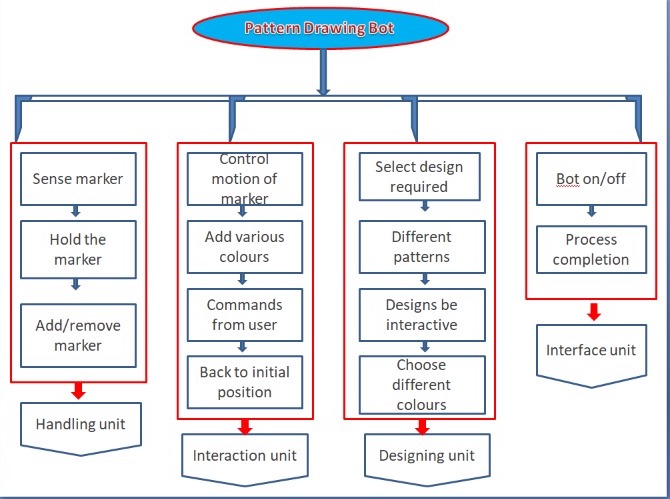 Pattern Drawing Bot
Sense marker
Hold the
marker
Add/remove
marker
Handling unit
Control
motion of
marker
Add various
colours
Commands
from user
Back to initial
position
Interaction unit
Select design
required
Different
patterns
Designs be
interactive
Choose
different
colours
Designing unit
Bot on/off
Process
completion
Interface unit